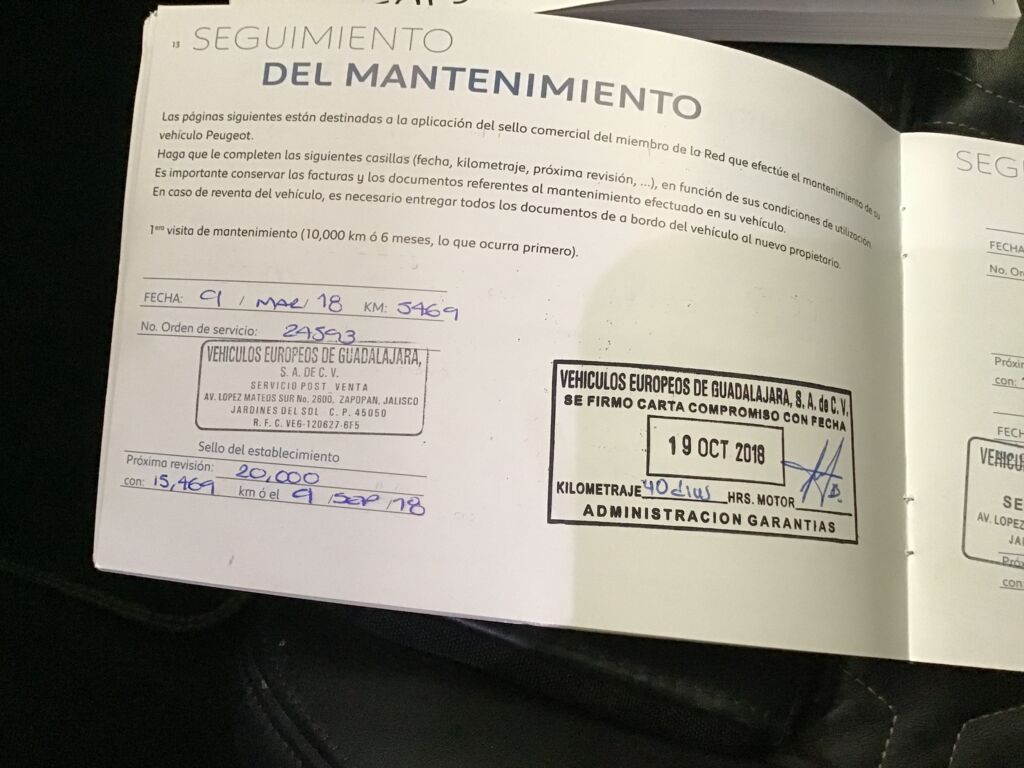 13 SEGUIMIENTO
DEL MANTENIMIENTO
Las páginas siguientes están destinadas a la aplicación del sello comercial del miembro de la Red que efectúe el mantenimiento de su
vehículo Peugeot.
Haga que le completen las siguientes casillas (fecha, kilometraje, próxima revisión, ...), en función de sus condiciones de utilización.
Es importante conservar las facturas y los documentos referentes al mantenimiento efectuado en su vehículo.
En caso de reventa del vehículo, es necesario entregar todos los documentos de a bordo del vehículo al nuevo propietario.
1era visita de mantenimiento (10,000 km ó 6 meses, lo que ocurra primero).
FECHA: 9 / MAR / 18 KM: 5469
No. Orden de servicio: 2A593
VEHICULOS EUROPEOS DE GUADALAJARA,
S. A. DE C. V.
SERVICIO POST VENTA
AV. LOPEZ MATEOS SUR No. 2600, ZAPOPAN, JALISCO
JARDINES DEL SOL C. P. 45050
R. F. C. VEG-120627-6F5
Sello del establecimiento
Próxima revisión: 20,000
con: 15,469 km ó el 9 / SEP / 18
VEHICULOS EUROPEOS DE GUADALAJARA, S. A. de C. V.
SE FIRMO CARTA COMPROMISO CON FECHA
19 OCT 2018
KILOMETRAJE 40 dius HRS. MOTOR
ADMINISTRACION GARANTIAS
SEGU
FECHA
No. Or
Próxim
con:
FECH
VEHICU
SE
AV. LOPEZ
JA
Próx
con